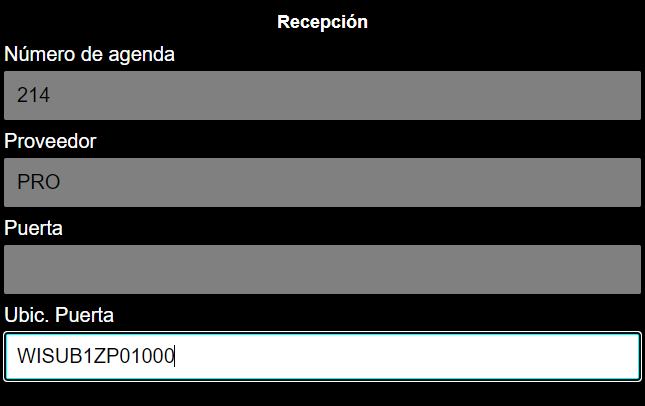 Recepción
Número de agenda
214
Proveedor
PRO
Puerta
Ubic. Puerta
WISUB1ZP01000